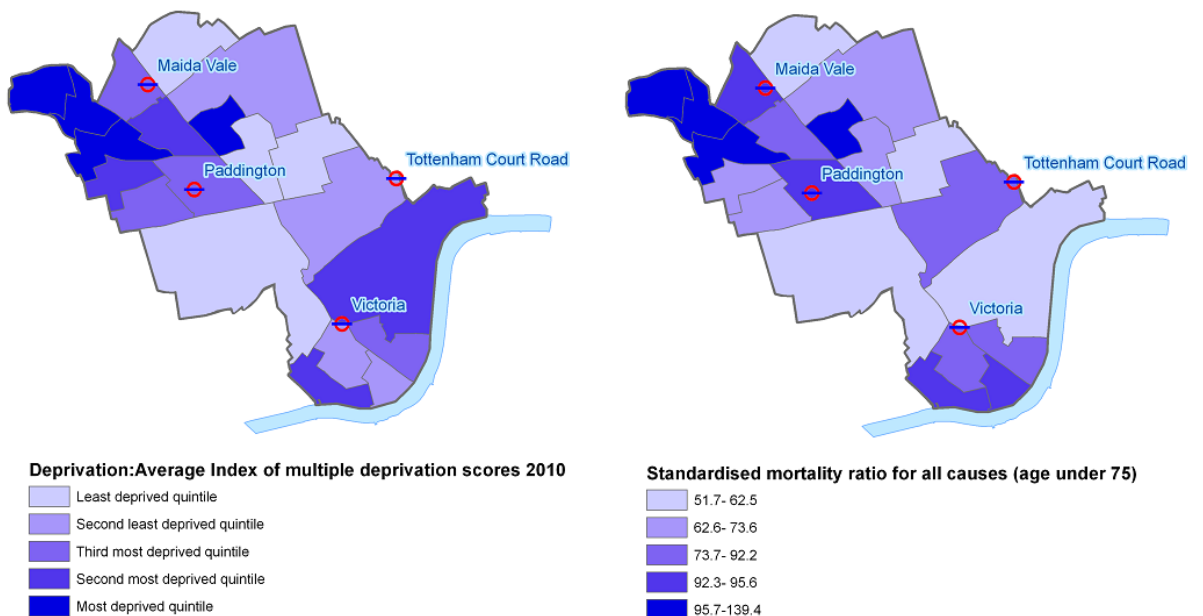 Maida Vale
Paddington
Tottenham Court Road
Victoria
Deprivation:Average Index of multiple deprivation scores 2010
Least deprived quintile
Second least deprived quintile
Third most deprived quintile
Second most deprived quintile
Most deprived quintile
Maida Vale
Paddington
Tottenham Court Road
Victoria
Standardised mortality ratio for all causes (age under 75)
51.7- 62.5
62.6- 73.6
73.7- 92.2
92.3- 95.6
95.7-139.4